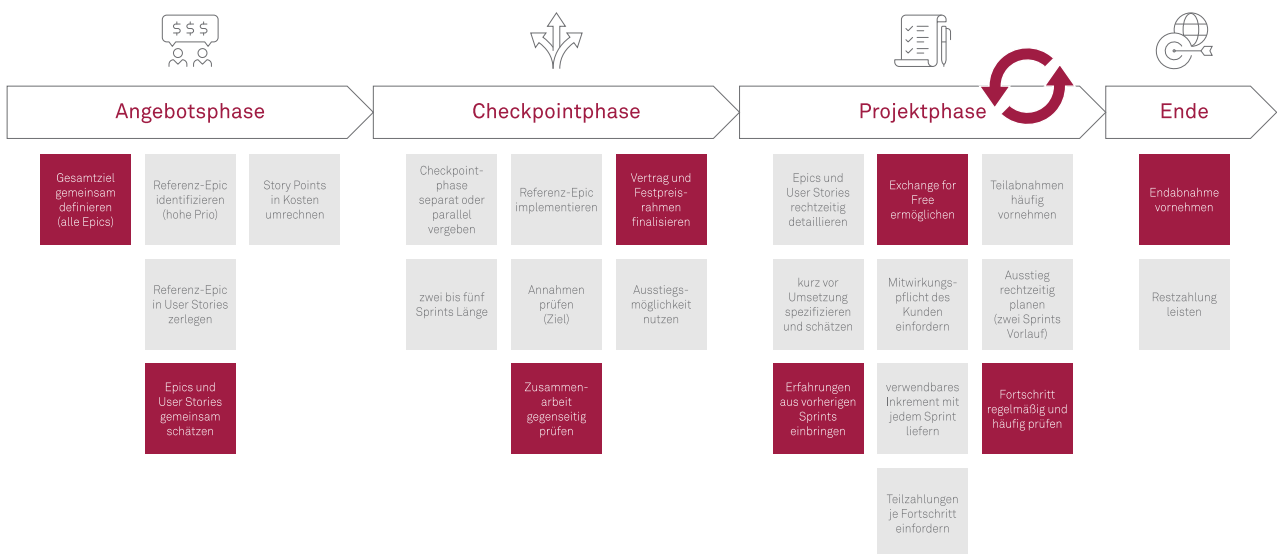 $$$
Angebotsphase
Checkpointphase
Projektphase
Ende
Gesamtziel
gemeinsam
definieren
(alle Epics)
Referenz-Epic
identifizieren
(hohe Prio)
Story Points
in Kosten
umrechnen
Referenz-Epic
in User Stories
zerlegen
Epics und
User Stories
gemeinsam
schätzen
Checkpoint-
phase
separat oder
parallel
vergeben
Referenz-Epic
implementieren
Vertrag und
Festpreis-
rahmen
finalisieren
zwei bis fünf
Sprints Länge
Annahmen
prüfen
(Ziel)
Ausstiegs-
möglichkeit
nutzen
Zusammen-
arbeit
gegenseitig
prüfen
Epics und
User Stories
rechtzeitig
detaillieren
Exchange for
Free
ermöglichen
Teilabnahmen
häufig
vornehmen
kurz vor
Umsetzung
spezifizieren
und schätzen
Mitwirkungs-
pflicht des
Kunden
einfordern
Ausstieg
rechtzeitig
planen
(zwei Sprints
Vorlauf)
Erfahrungen
aus vorherigen
Sprints
einbringen
verwendbares
Inkrement mit
jedem Sprint
liefern
Fortschritt
regelmäßig und
häufig prüfen
Teilzahlungen
je Fortschritt
einfordern
Endabnahme
vornehmen
Restzahlung
leisten